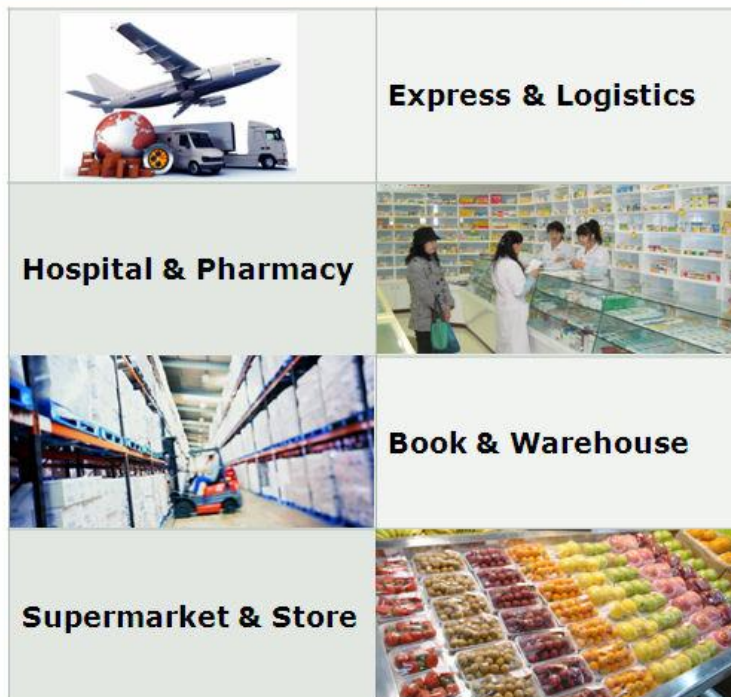 Express & Logistics
Hospital & Pharmacy
Book & Warehouse
Supermarket & Store